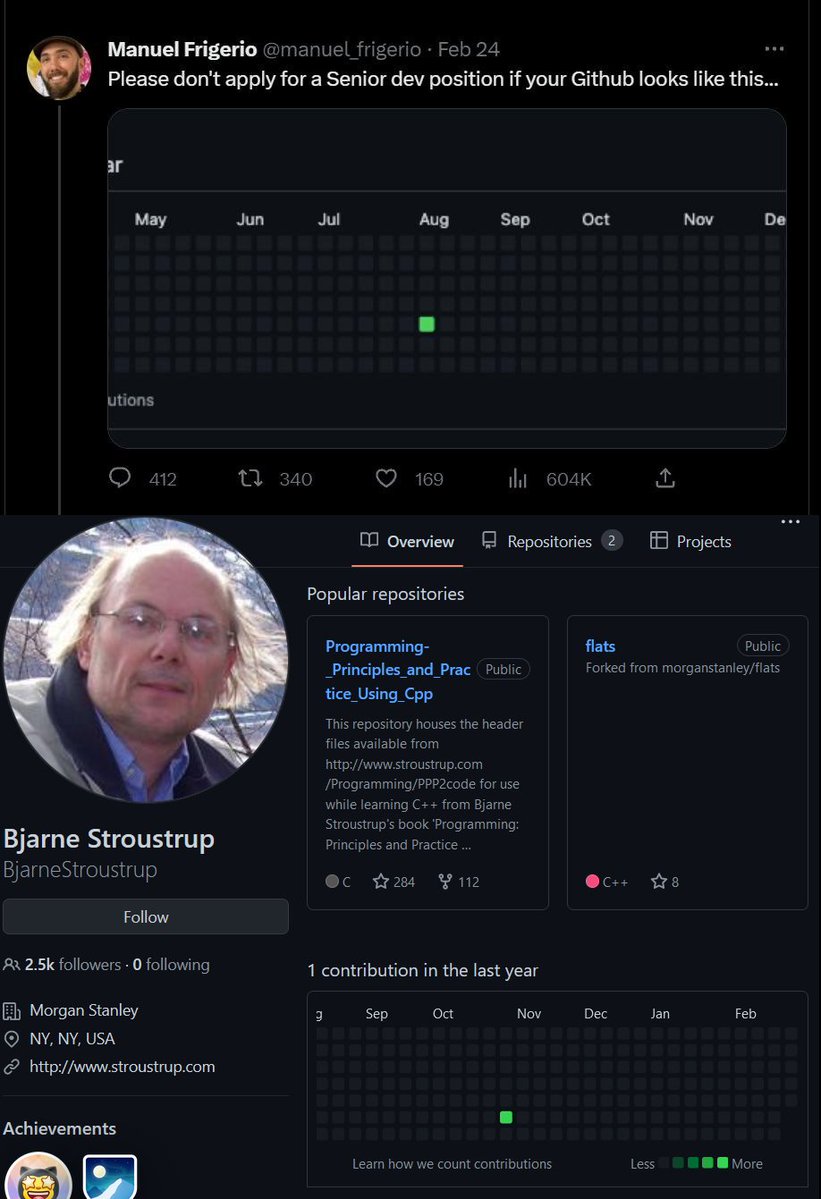 Manuel Frigerio @manuel_frigerio · Feb 24
Please don't apply for a Senior dev position if your Github looks like this...
ar
May Jun Jul Aug Sep Oct Nov De
utions
412 340 169 604K
Overview Repositories 2 Projects
Popular repositories
Programming-
_Principles_and_Prac
tice_Using_Cpp
Public
This repository houses the header
files available from
http://www.stroustrup.com
/Programming/PPP2code for use
while learning C++ from Bjarne
Stroustrup's book 'Programming:
Principles and Practice ...
C 284 112
flats Public
Forked from morganstanley/flats
C++ 8
Bjarne Stroustrup
BjarneStroustrup
Follow
2.5k followers · 0 following
Morgan Stanley
NY, NY, USA
http://www.stroustrup.com
Achievements
1 contribution in the last year
g Sep Oct Nov Dec Jan Feb
Learn how we count contributions Less More